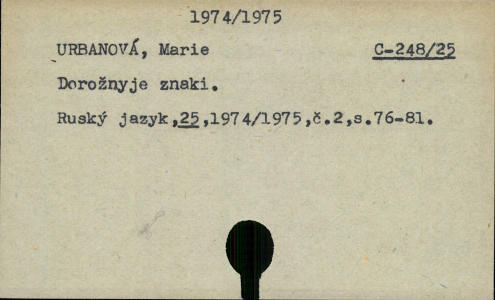 1974/1975
URBANOVÁ, Marie C-248/25
Dorožnyje znaki.
Ruský jazyk,25,1974/1975,č.2,s.76-81.